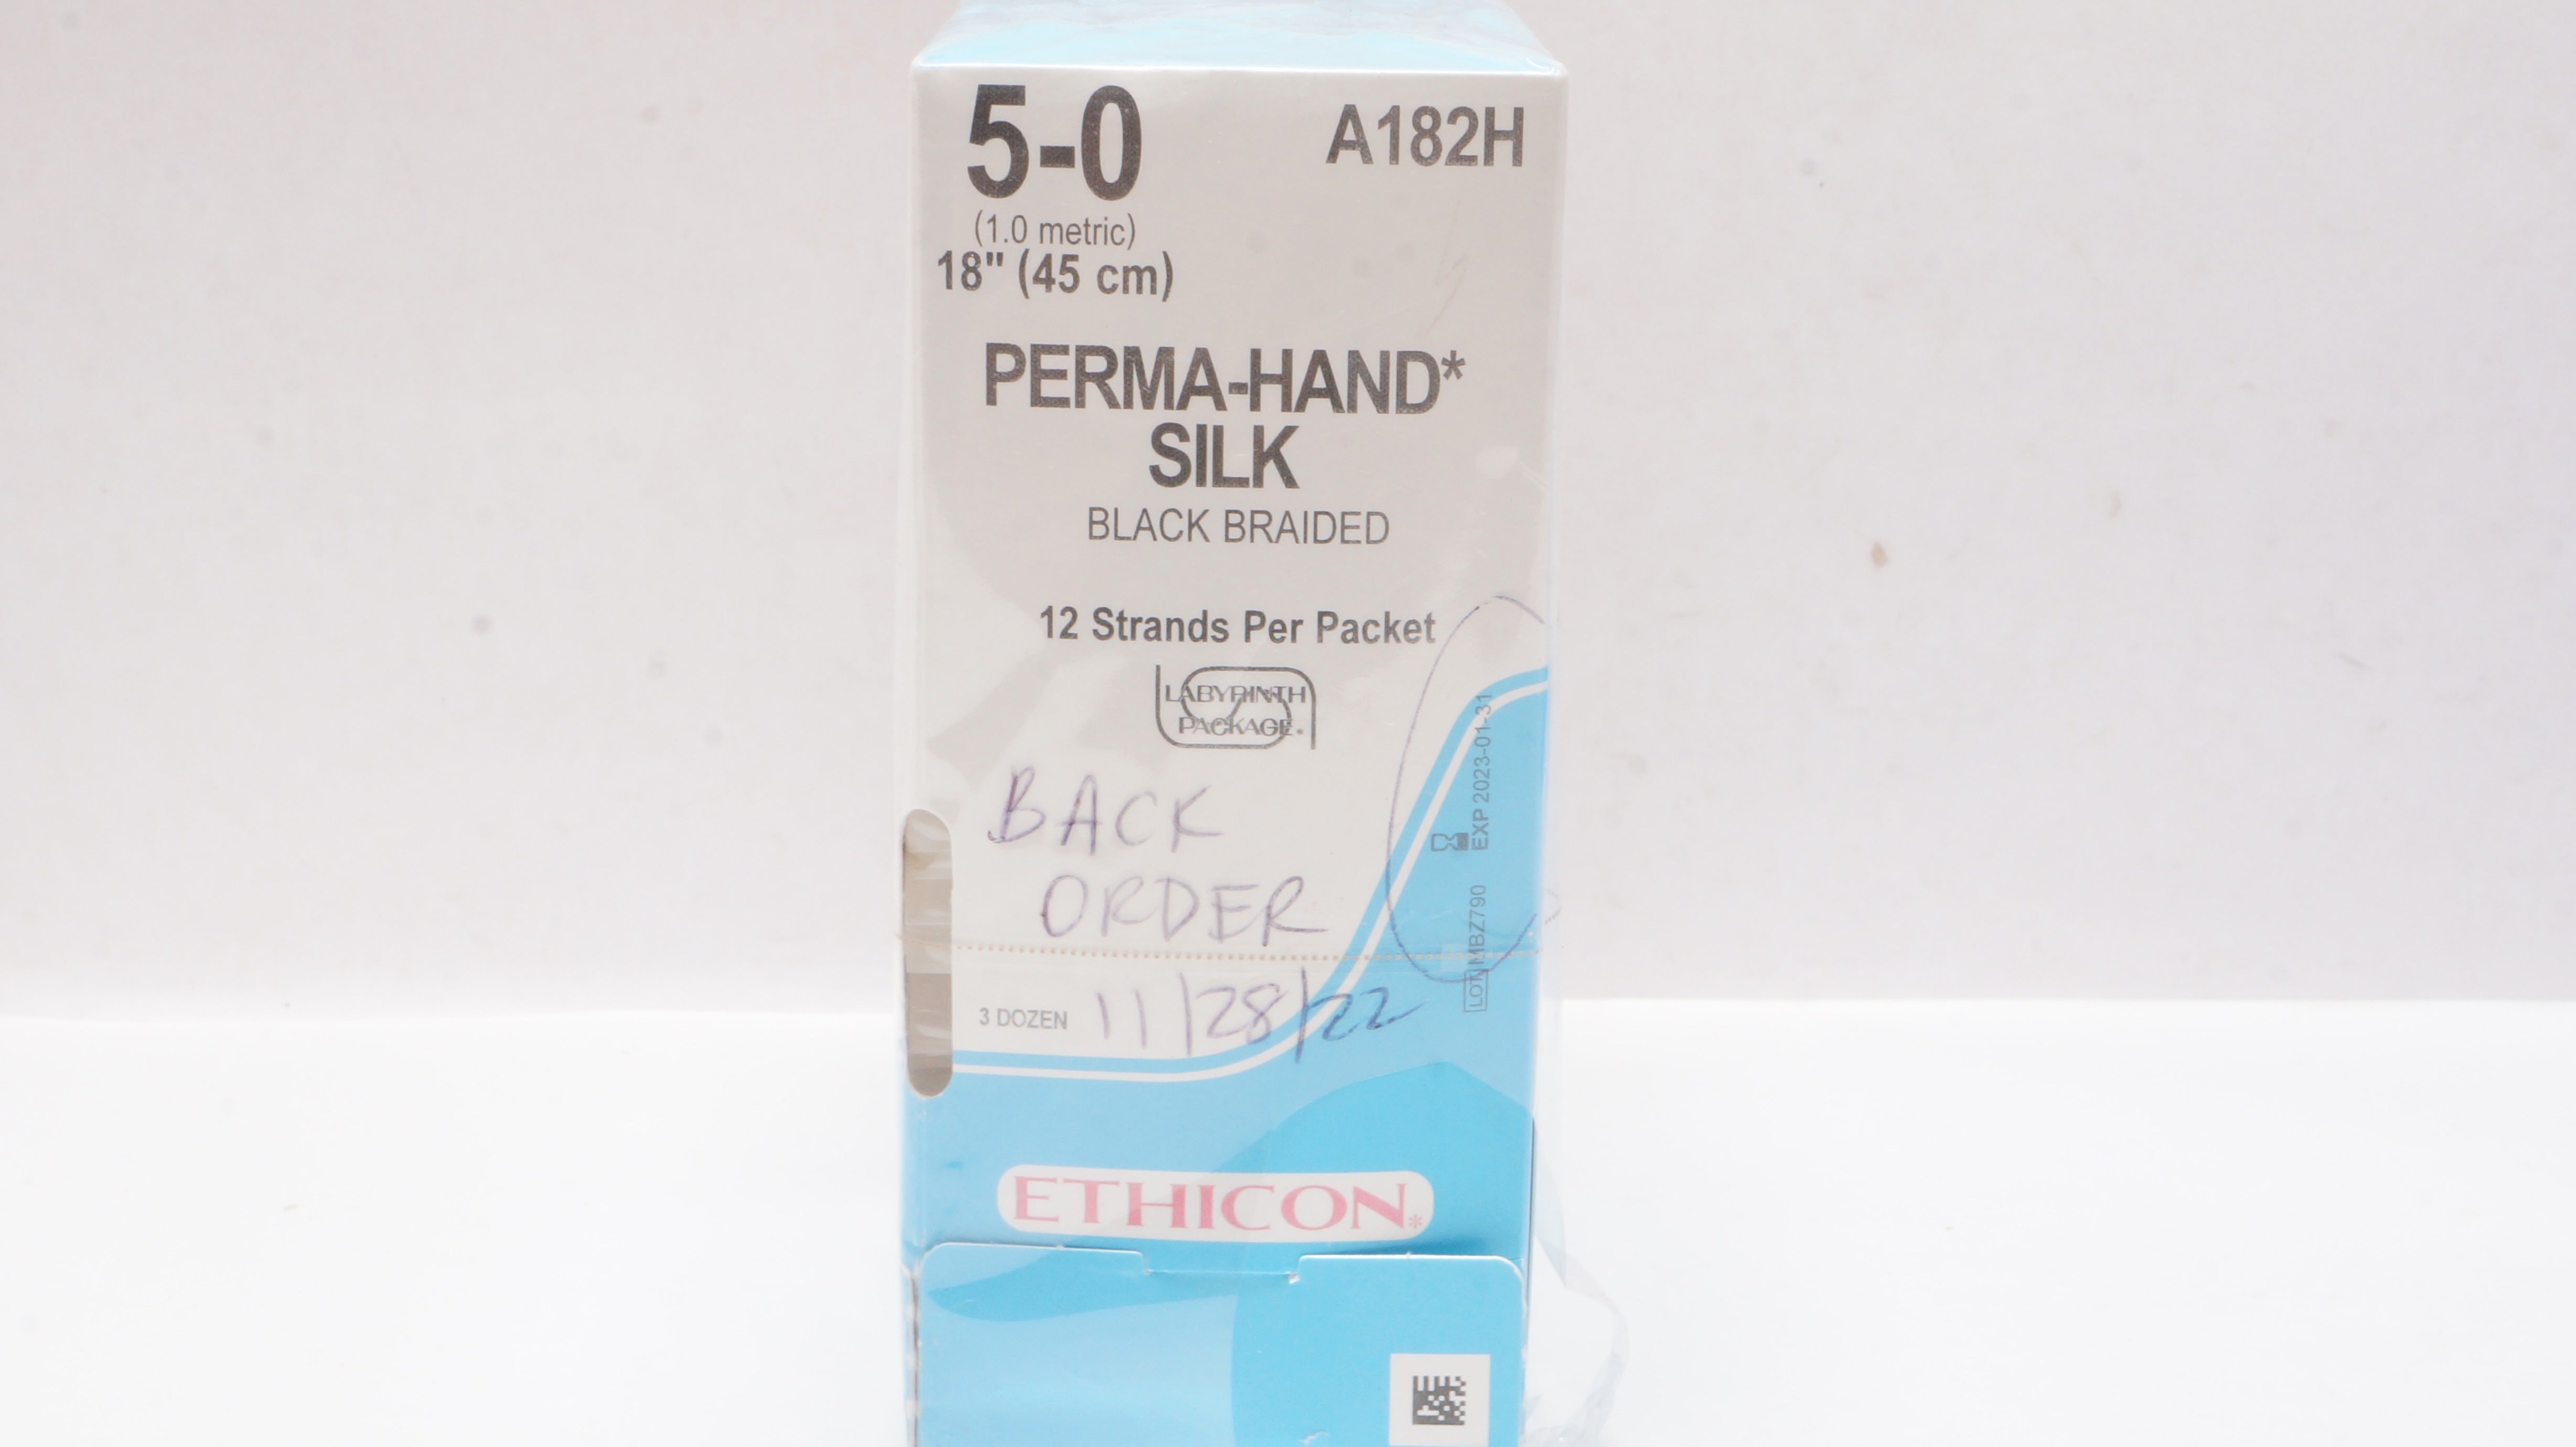 5-0
A182H
(1.0 metric)
18" (45 cm)
PERMA-HAND*
SILK
BLACK BRAIDED
12 Strands Per Packet
LABYRINTH
PACKAGE.
BACK
ORDER
3 DOZEN 11/28/22
LOT MBZ790 EXP 2023-01-31
ETHICON*